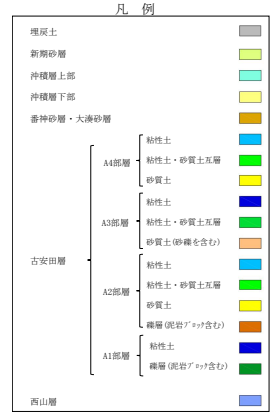 凡 例
埋戻土
新期砂層
沖積層上部
沖積層下部
番神砂層・大湊砂層
古安田層
A4部層
粘性土
粘性土・砂質土互層
砂質土
A3部層
粘性土
粘性土・砂質土互層
砂質土(砂礫を含む)
A2部層
粘性土
粘性土・砂質土互層
砂質土
礫層(泥岩ブロック含む)
A1部層
粘性土
礫層(泥岩ブロック含む)
西山層